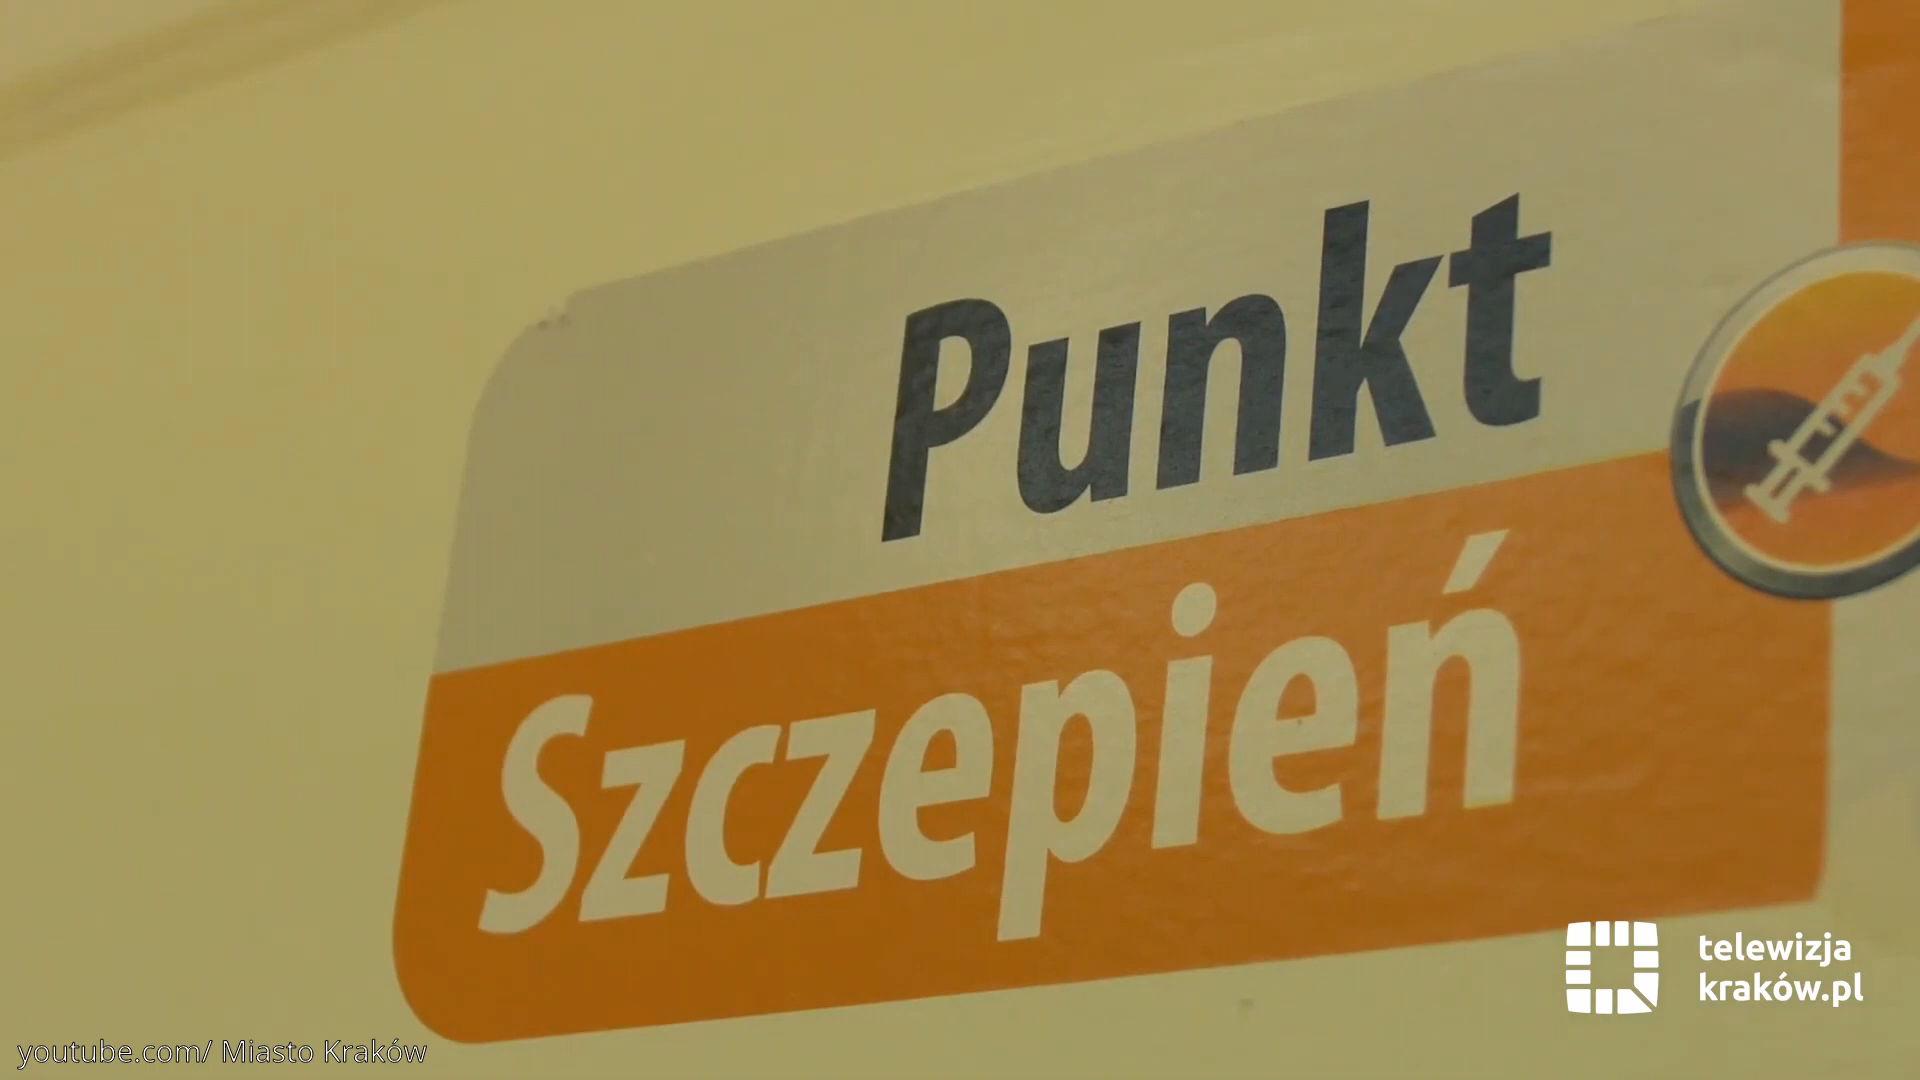 Punkt
Szczepień
telewizja
kraków.pl
youtube.com/ Miasto Kraków